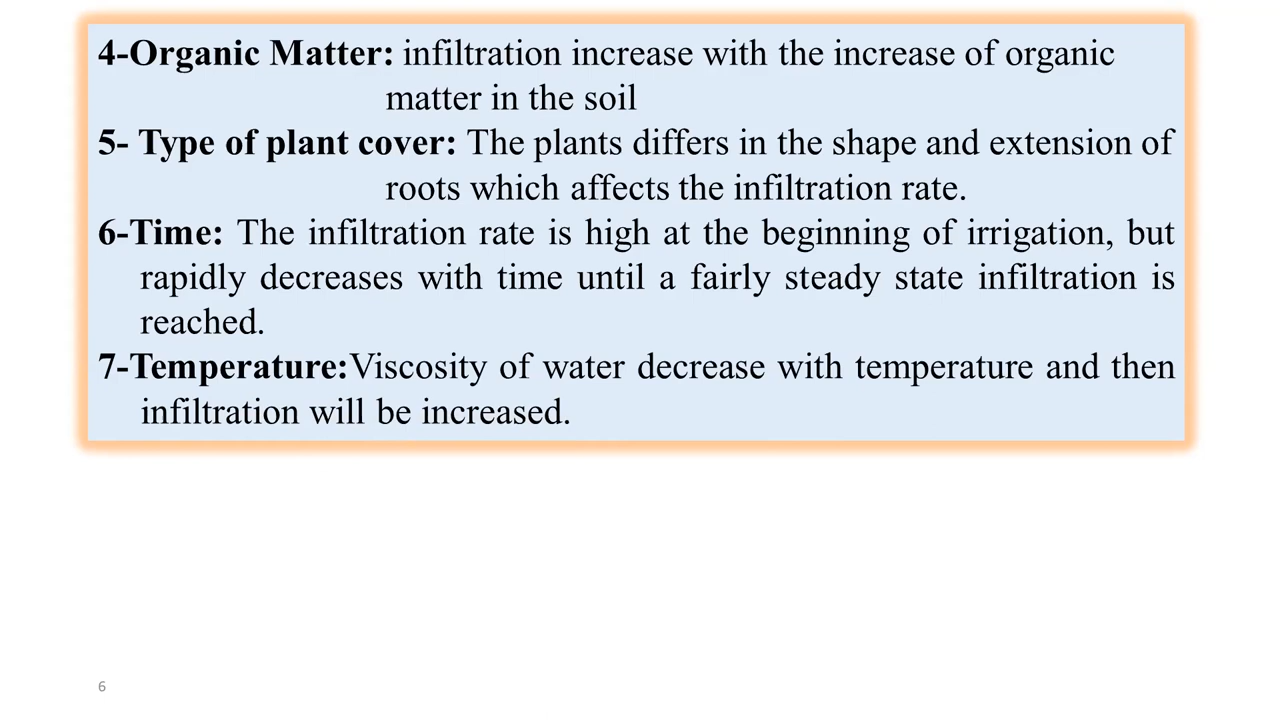 4-Organic Matter: infiltration increase with the increase of organic
matter in the soil
5- Type of plant cover: The plants differs in the shape and extension of
roots which affects the infiltration rate.
6-Time: The infiltration rate is high at the beginning of irrigation, but
rapidly decreases with time until a fairly steady state infiltration is
reached.
7-Temperature:Viscosity of water decrease with temperature and then
infiltration will be increased.
6